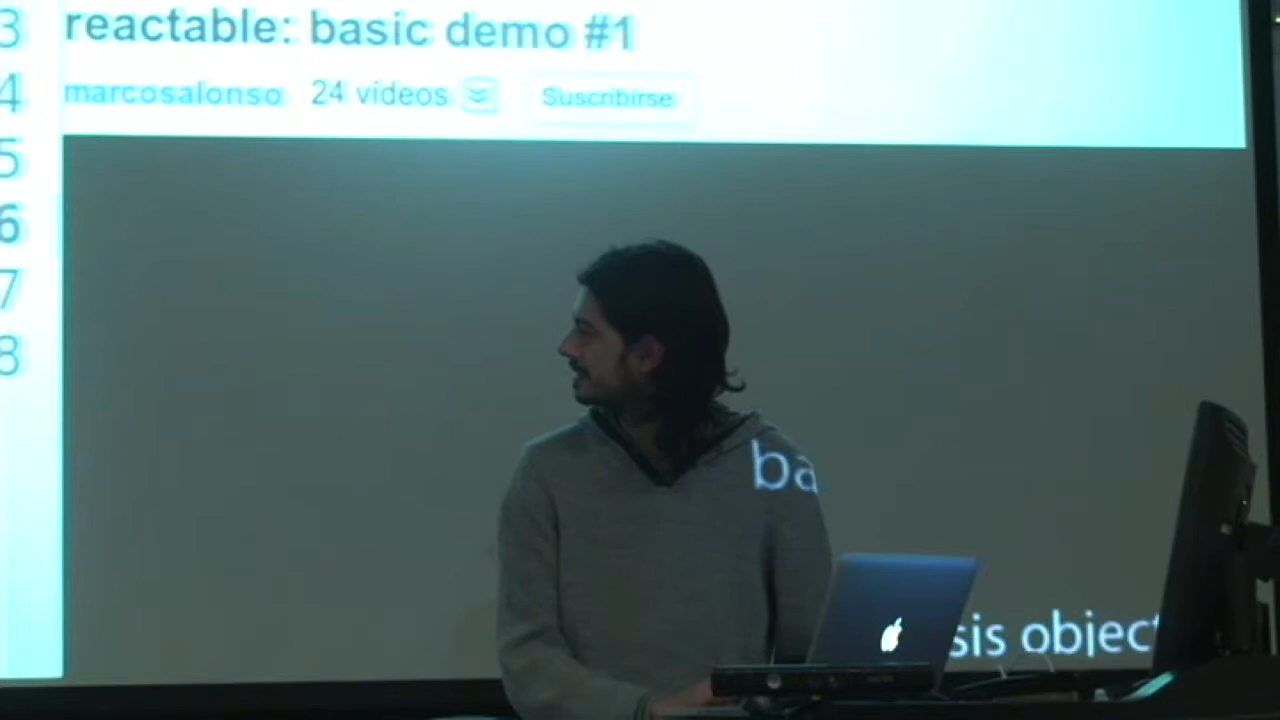 3
reactable: basic demo #1
4
marcosalonso 24 videos Suscribirse
5
6
7
8
ba
sis object